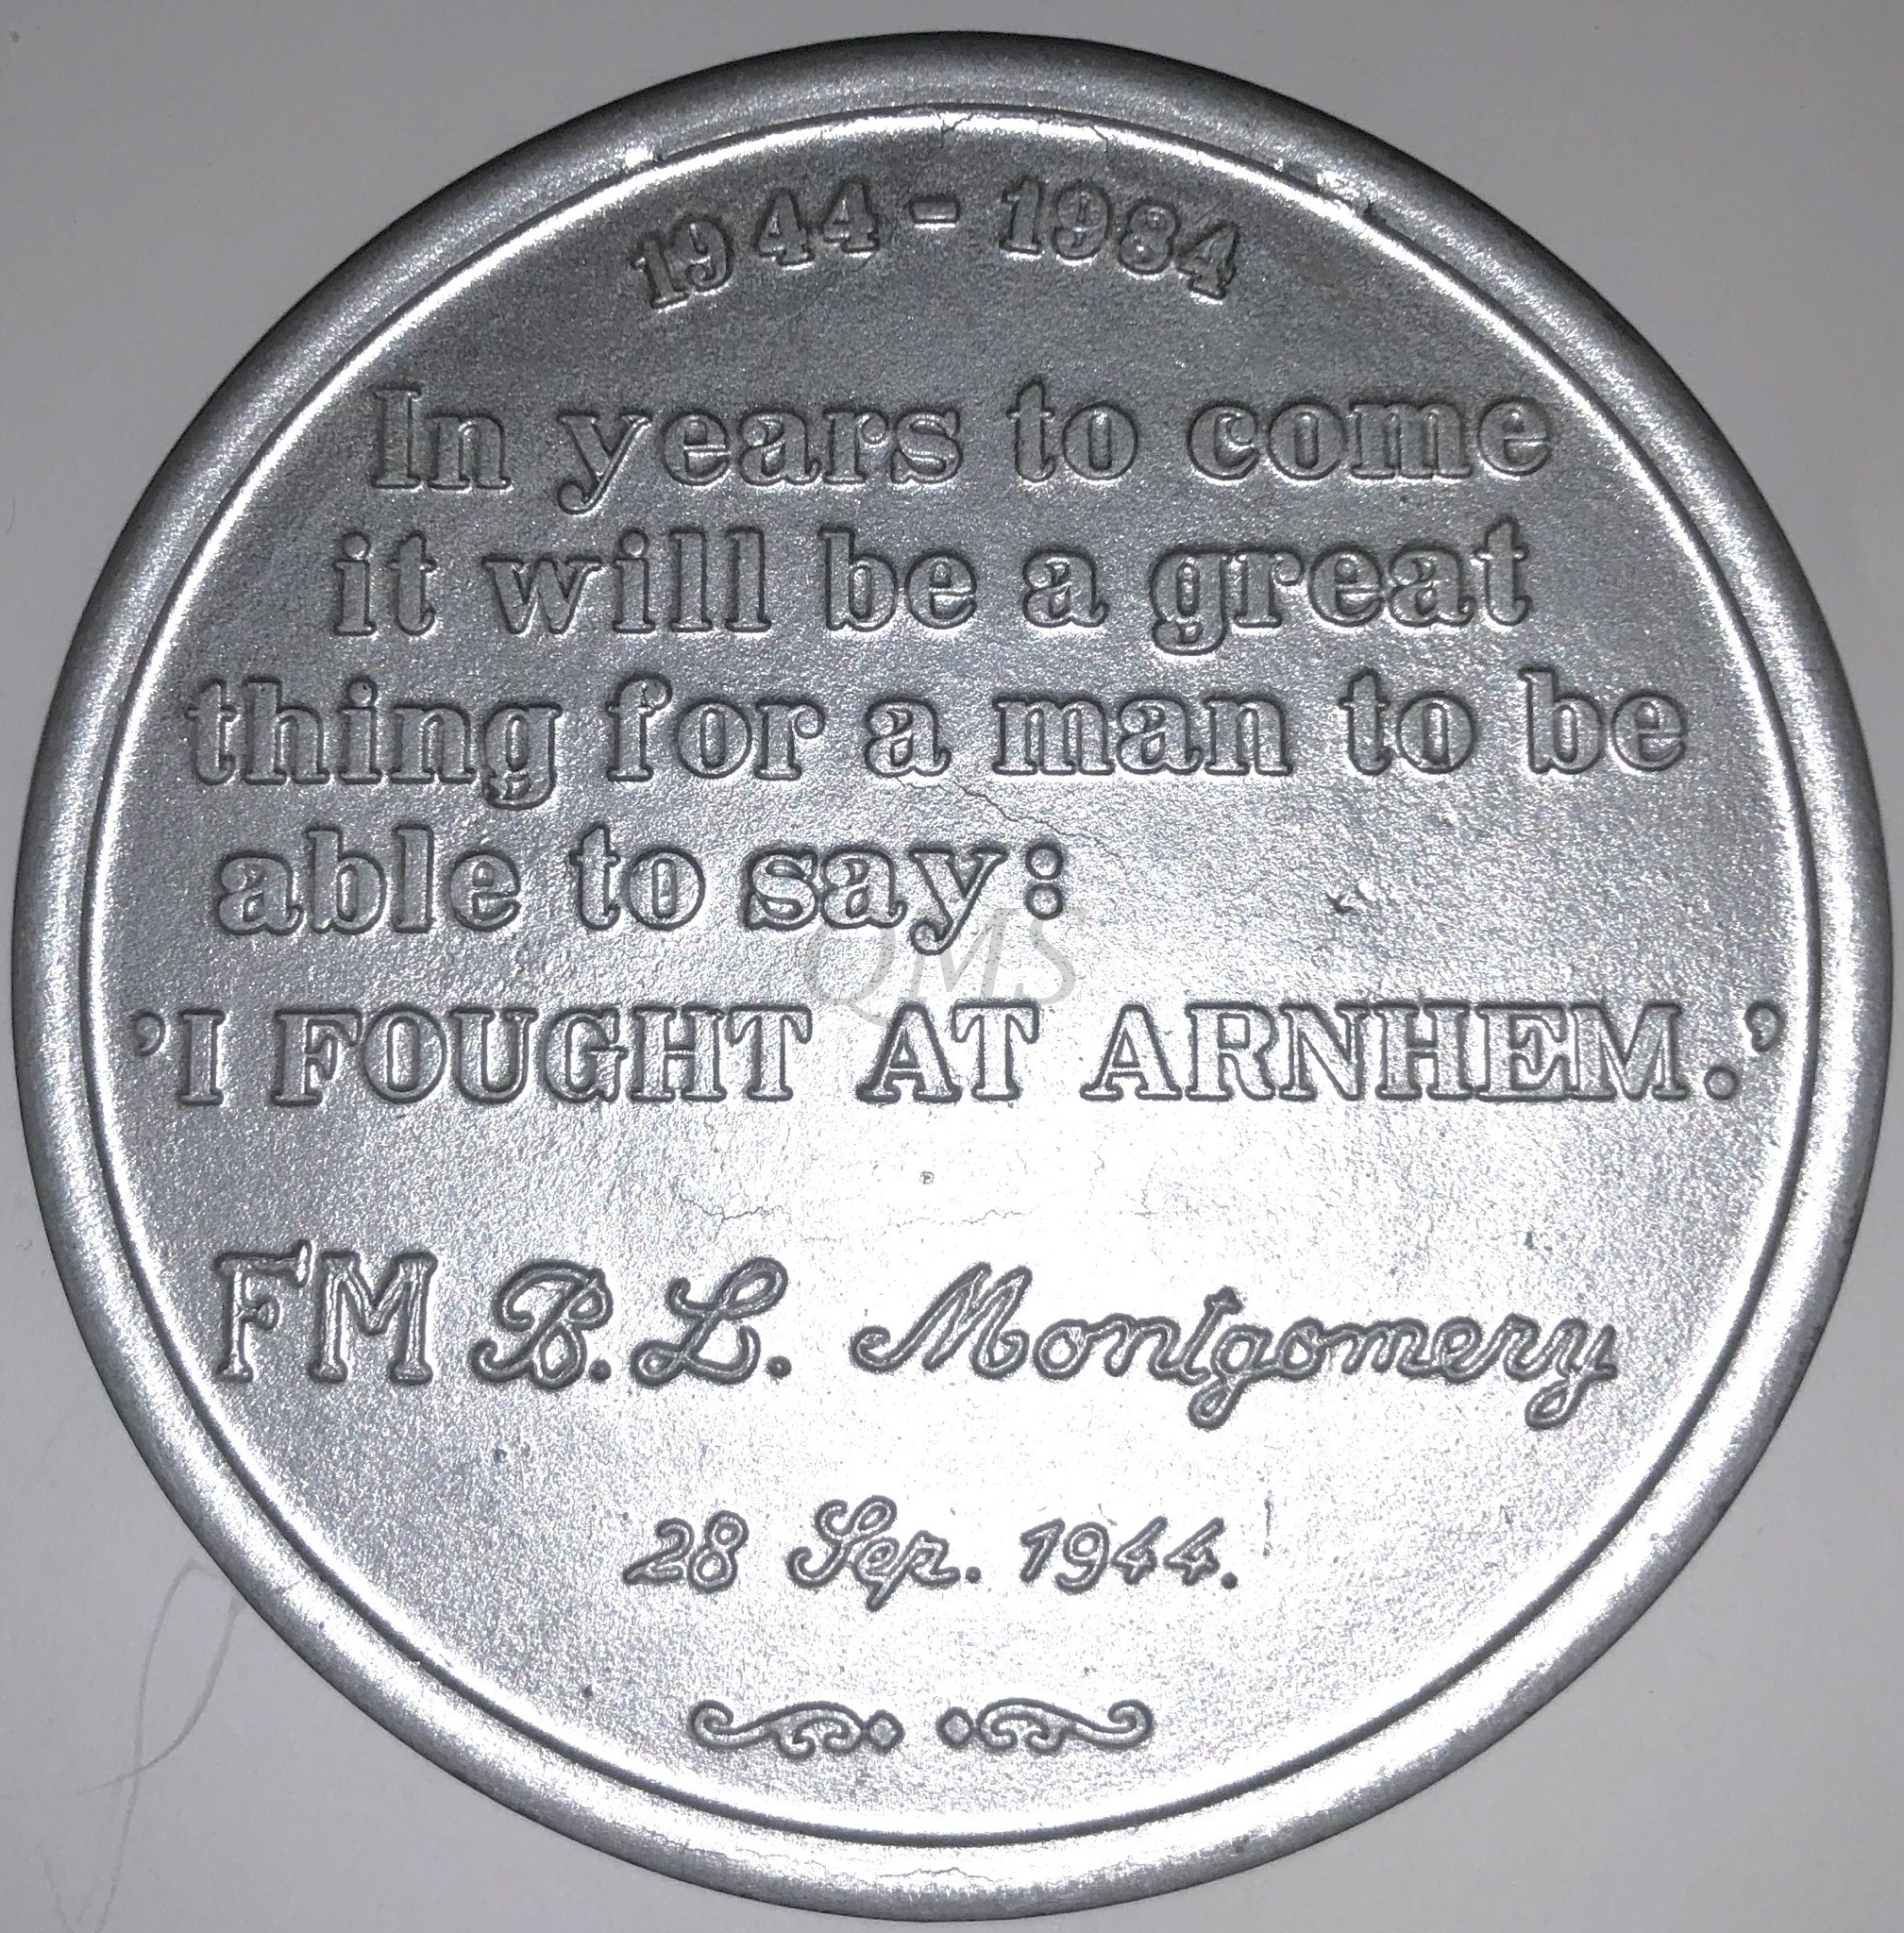 1944 - 1984
In years to come
it will be a great
thing for a man to be
able to say:
QMS
’I FOUGHT AT ARNHEM.’
FM B.L. Montgomery
28 Sep. 1944.